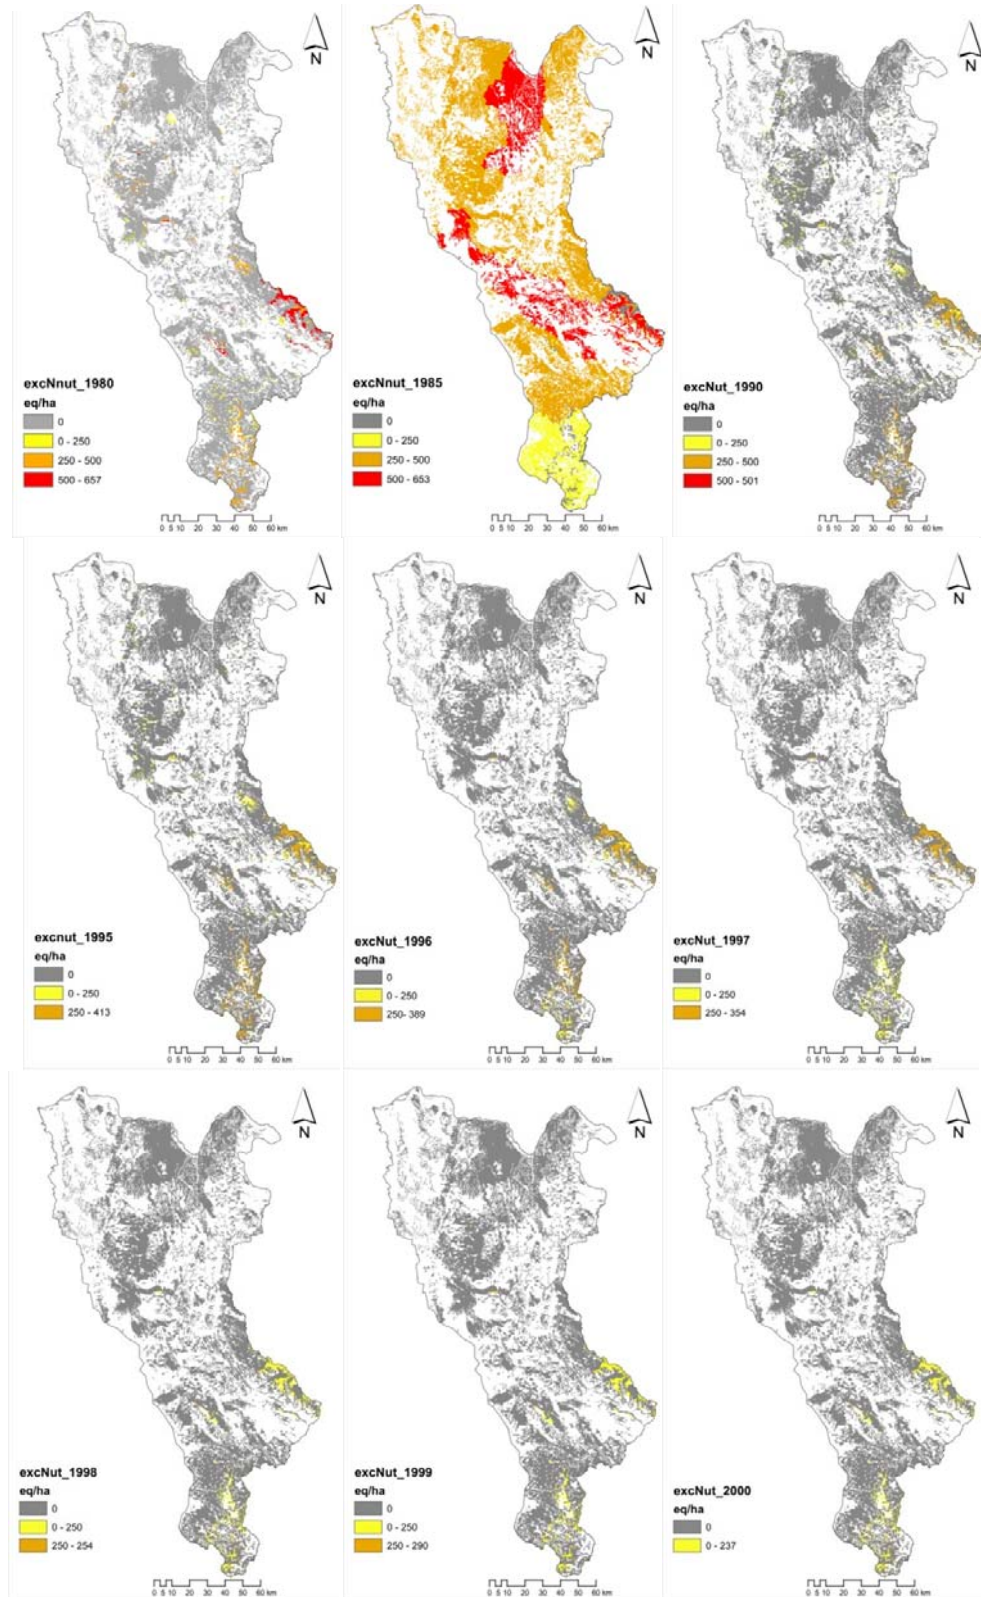 N
excNnut_1980
eq/ha
0
0 - 250
250 - 500
500 - 657
0 5 10 20 30 40 50 60 km
N
excNnut_1985
eq/ha
0
0 - 250
250 - 500
500 - 653
0 5 10 20 30 40 50 60 km
N
excNut_1990
eq/ha
0
0 - 250
250 - 500
500 - 501
0 5 10 20 30 40 50 60 km
N
excnut_1995
eq/ha
0
0 - 250
250 - 413
0 5 10 20 30 40 50 60 km
N
excNut_1996
eq/ha
0
0 - 250
250- 389
0 5 10 20 30 40 50 60 km
N
excNut_1997
eq/ha
0
0 - 250
250 - 354
0 5 10 20 30 40 50 60 km
N
excNut_1998
eq/ha
0
0 - 250
250 - 254
0 5 10 20 30 40 50 60 km
N
excNut_1999
eq/ha
0
0 - 250
250 - 290
0 5 10 20 30 40 50 60 km
N
excNut_2000
eq/ha
0
0 - 237
0 5 10 20 30 40 50 60 km